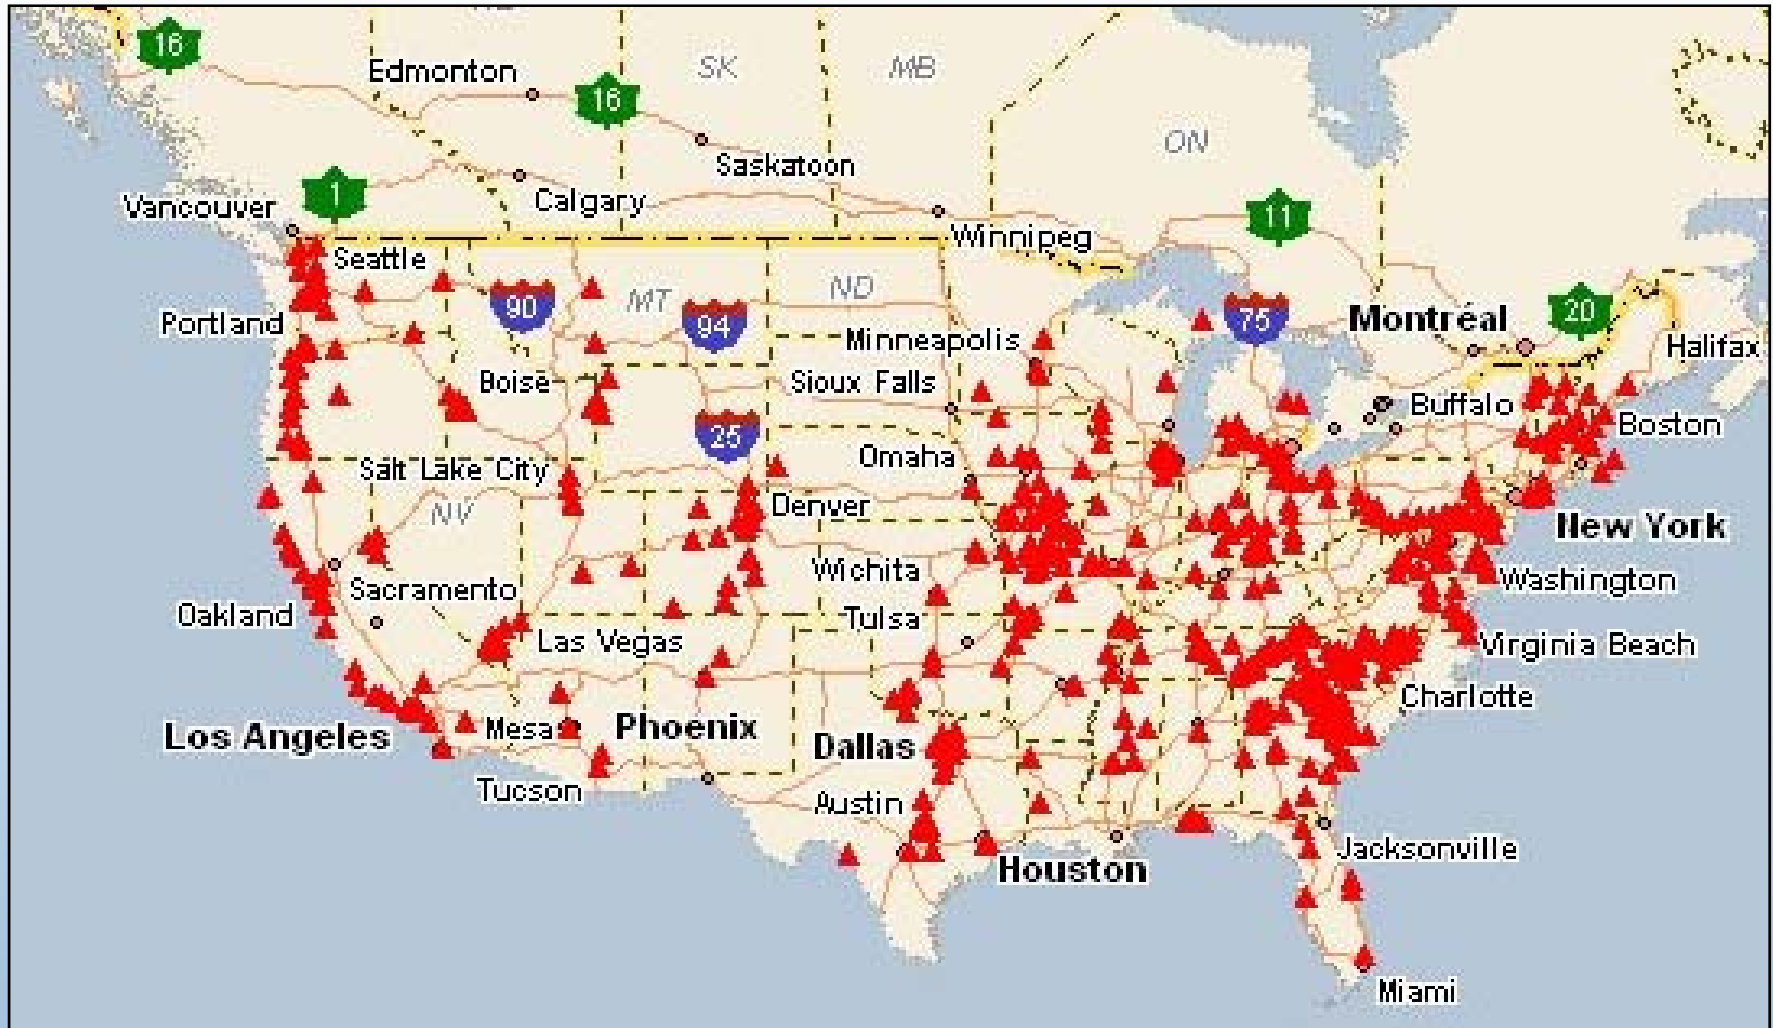 16
Edmonton
16
SK
MB
ON
Saskatoon
1
Calgary
Vancouver
11
Winnipeg
Seattle
90
MT
94
ND
75
Montréal
20
Portland
Minneapolis
Halifax
Boise
Sioux Falls
Buffalo
25
Boston
Salt Lake City
Omaha
NV
Denver
New York
Wichita
Washington
Sacramento
Oakland
Tulsa
Las Vegas
Virginia Beach
Charlotte
Los Angeles
Mesa
Phoenix
Dallas
Tucson
Austin
Jacksonville
Houston
Miami